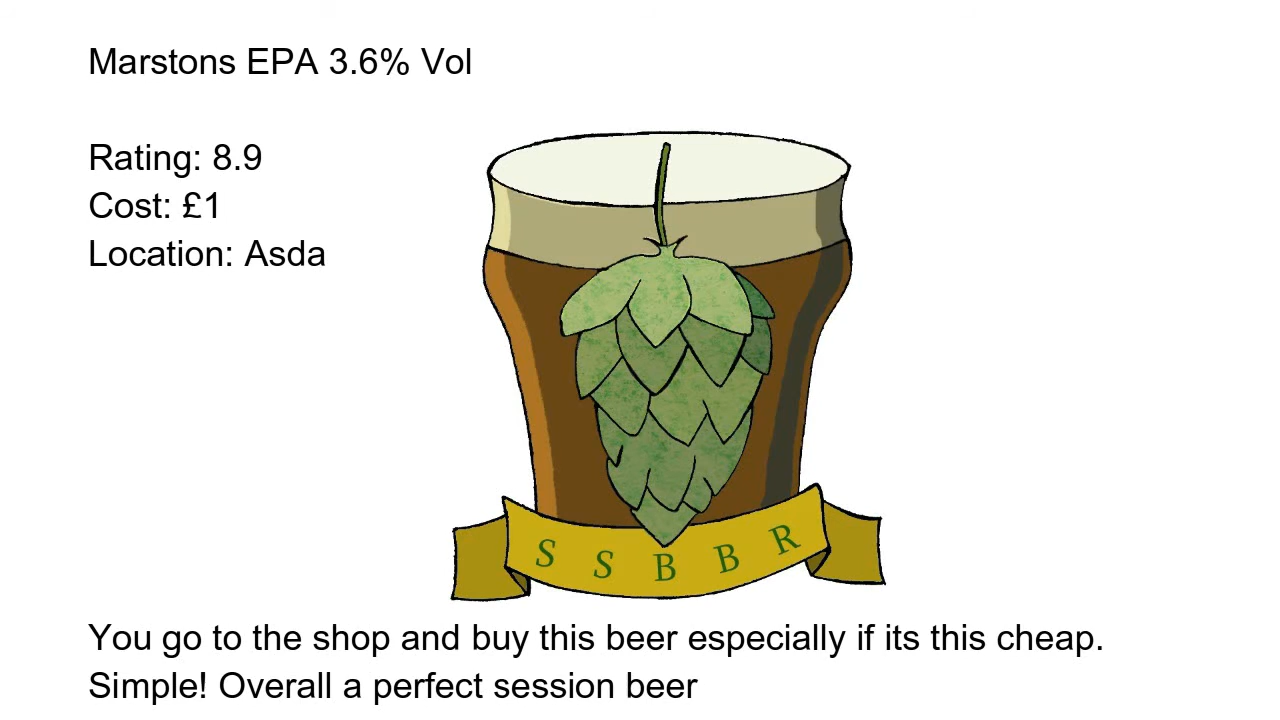 Marstons EPA 3.6% Vol
Rating: 8.9
Cost: £1
Location: Asda
S S B B R
You go to the shop and buy this beer especially if its this cheap.
Simple! Overall a perfect session beer